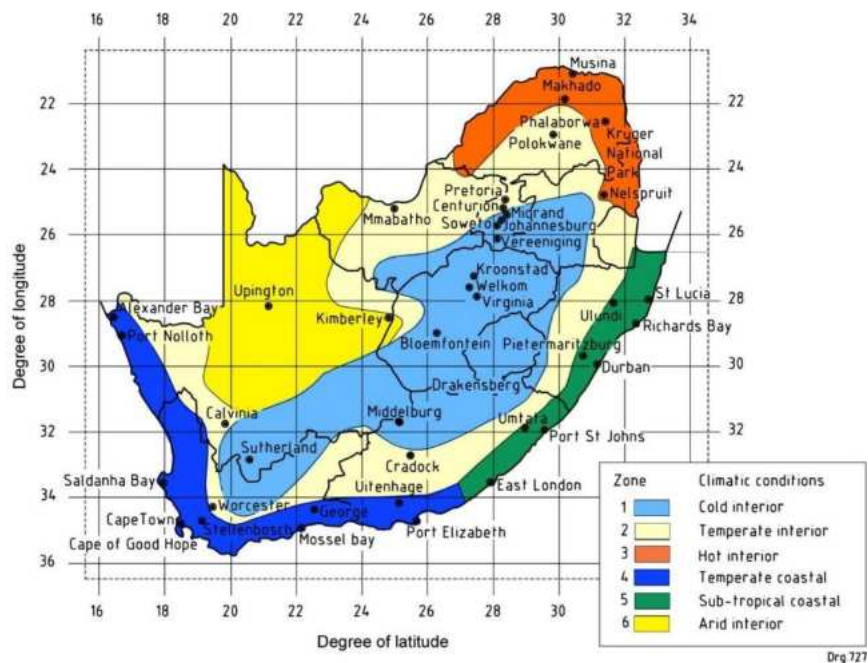 16 18 20 22 24 26 28 30 32 34
Musina
Makhado
22 22
Phalaborwa
Kryger
Polokwane
National
24 Park 24
Pretoria
Nelspruit
Centurion
Mmabatho
Midrand
Soweto
Johannesburg
26 Vereeniging 26
Kroonstad
Upington
Welkom
St Lucia
28 Alexander Bay Virginia Ulundi 28
Kimberley
Richards Bay
Port Nolloth
Bloemfontein
Pietermaritzburg
30 Durban 30
Drakensberg
Calvinia
Middelburg
Umtata
32 32
Port St Johns
Sutherland
Cradock
Saldanha Bay
Uitenhage
East London
34
Worcester
CapeTown
George
Stellenbosch
Cape of Good Hope
Mossel bay
Port Elizabeth
36
16 18 20 22 24 26 28 30
Degree of longitude
Degree of latitude
Zone Climatic conditions
1 Cold interior
2 Temperate interior
3 Hot interior
4 Temperate coastal
5 Sub-tropical coastal
6 Arid interior
Drg 727